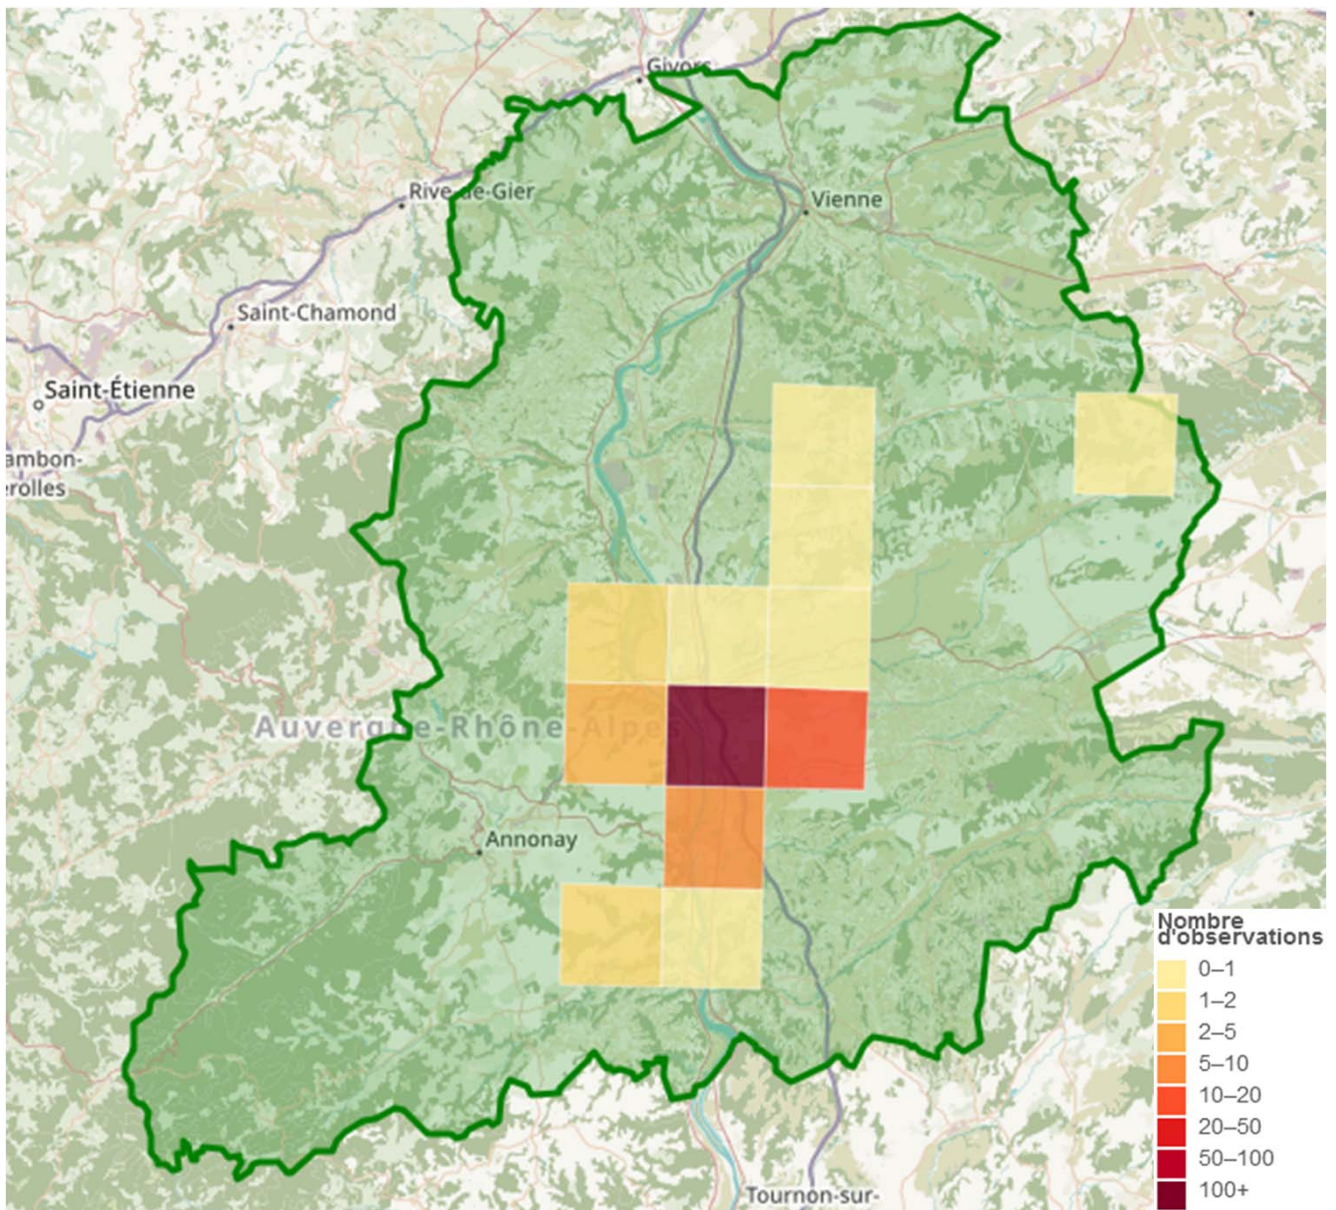 Givors
Rive-de-Gier
Vienne
Saint-Chamond
Saint-Étienne
ambon-
erolles
Auvergne-Rhône-Alpes
Annonay
Tournon-sur-
Nombre
d'observations
0–1
1–2
2–5
5–10
10–20
20–50
50–100
100+